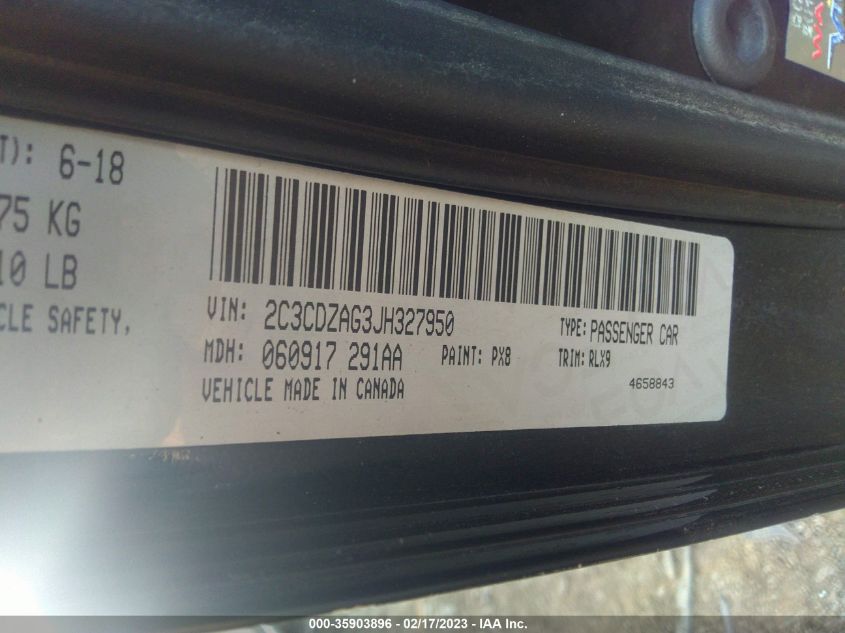 T): 6-18
75 KG
10 LB
CLE SAFETY,
VIN: 2C3CDZAG3JH327950
TYPE: PASSENGER CAR
MDH: 060917 291AA
PAINT: PX8
TRIM: RLX9
VEHICLE MADE IN CANADA
4658843
000-35903896 - 02/17/2023 - IAA Inc.